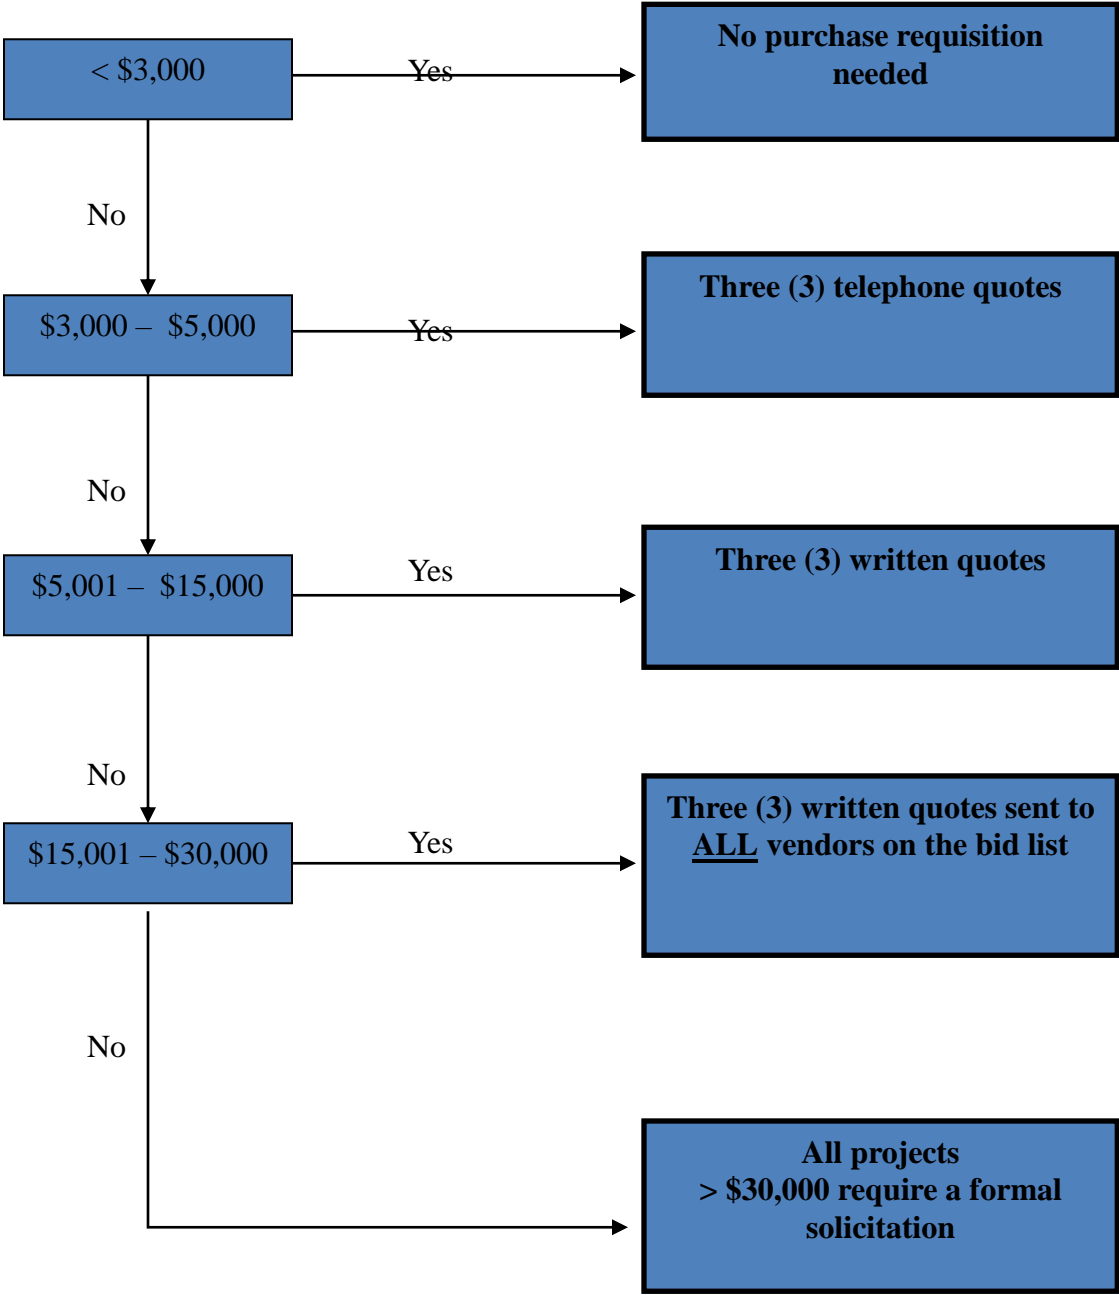 No purchase requisition
needed
< $3,000
Yes
No
Three (3) telephone quotes
$3,000 – $5,000
Yes
No
Three (3) written quotes
$5,001 – $15,000
Yes
No
Three (3) written quotes sent to
ALL vendors on the bid list
$15,001 – $30,000
Yes
No
All projects
> $30,000 require a formal
solicitation